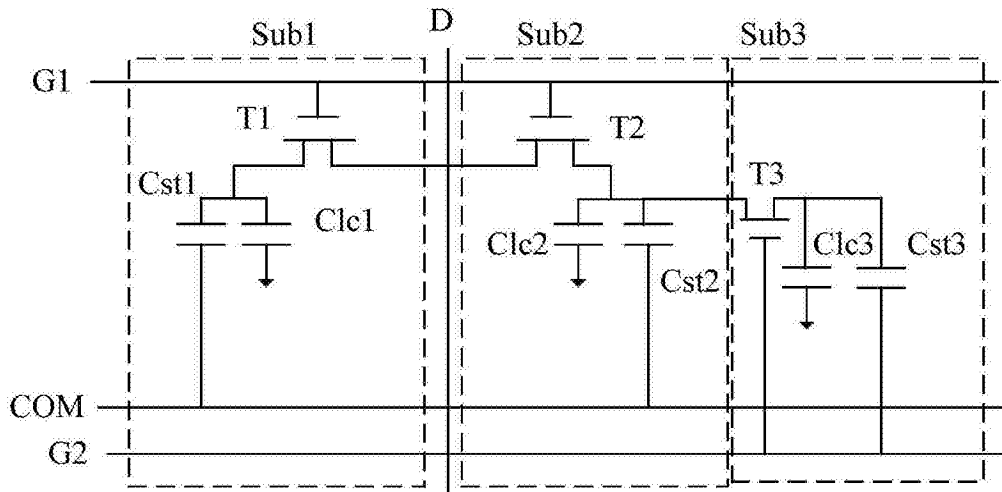 D
Sub1
Sub2
Sub3
G1
T1
T2
Cst1
Clc1
T3
Clc2
Cst2
Clc3
Cst3
COM
G2